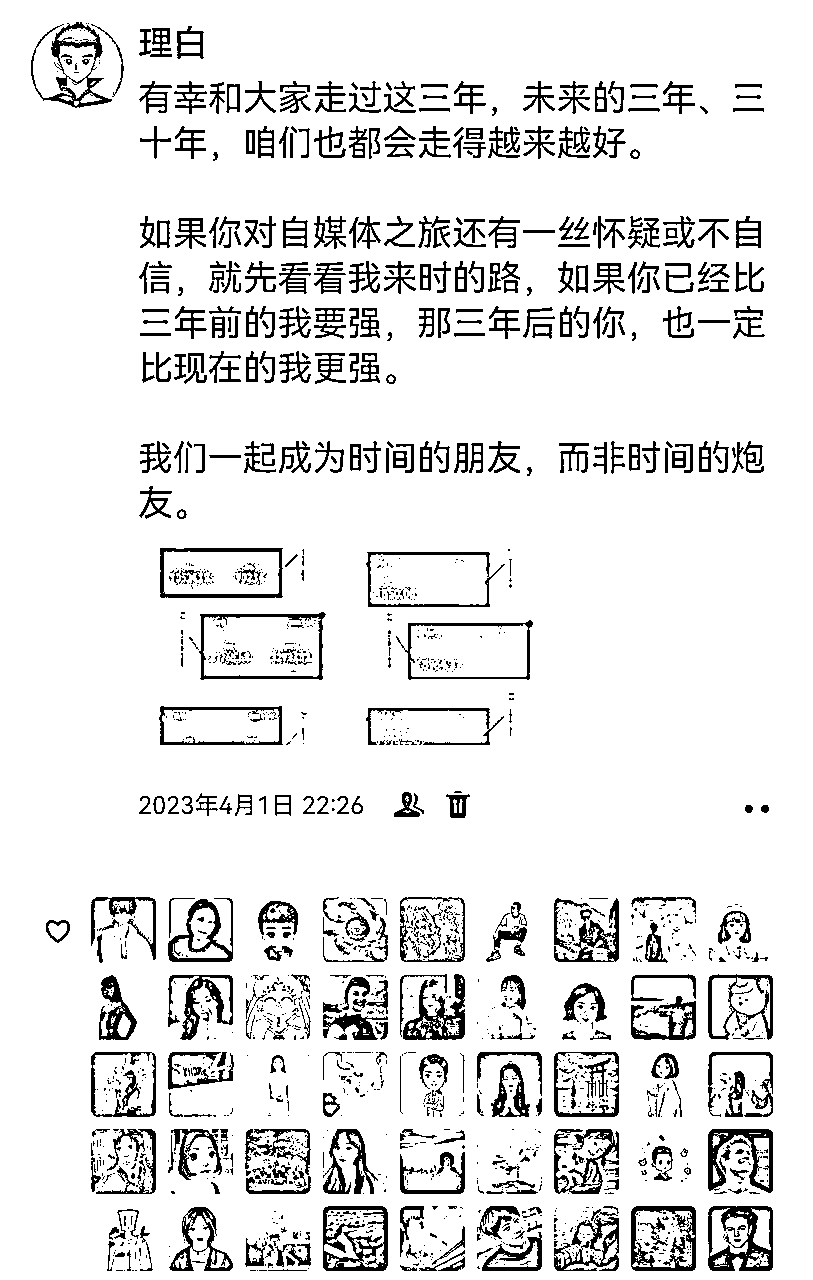 理白
有幸和大家走过这三年，未来的三年、三
十年，咱们也都会走得越来越好。
如果你对自媒体之旅还有一丝怀疑或不自
信，就先看看我来时的路，如果你已经比
三年前的我要强，那三年后的你，也一定
比现在的我更强。
我们一起成为时间的朋友，而非时间的炮
友。
2023年4月1日 22:26